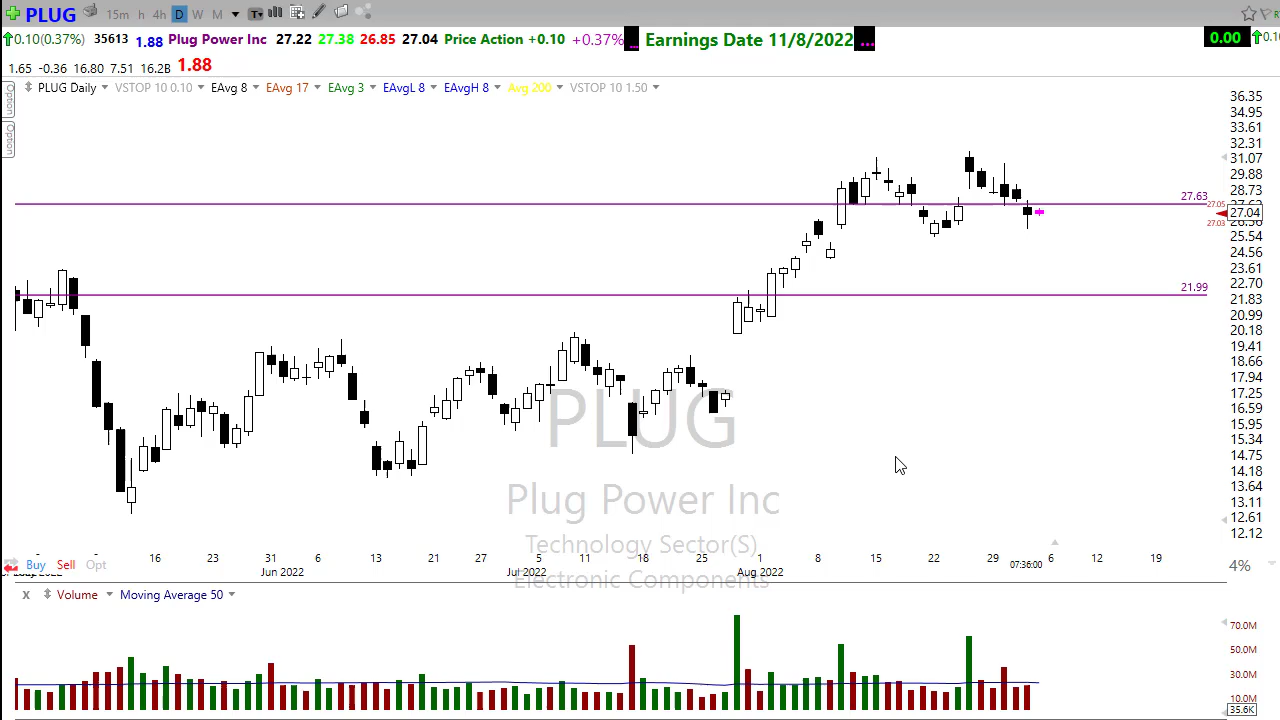 PLUG 15m h 4h D W M T
0.10(0.37%) 35613 1.88 Plug Power Inc 27.22 27.38 26.85 27.04 Price Action +0.10 +0.37% ... Earnings Date 11/8/2022 ... 0.00 0.10
1.65 -0.36 16.80 7.51 16.2B 1.88
Option
Option
PLUG Daily VSTOP 10 0.10 EAvg 8 EAvg 17 EAvg 3 EAvgL 8 EAvgH 8 Avg 200 VSTOP 10 1.50
36.35
34.95
33.61
32.31
31.07
29.88
28.73
27.63
27.05
27.04
27.03
25.54
24.56
23.61
22.70
21.99
21.83
20.99
20.18
19.41
18.66
17.94
17.25
16.59
15.95
15.34
14.75
14.18
13.64
13.11
12.61
12.12
PLUG
Plug Power Inc
Technology Sector(S)
Electronic Components
16 23 31 6 13 21 27 5 11 18 25 1 8 15 22 29 6 12 19
Buy Sell Opt
Jun 2022 Jul 2022 Aug 2022 07:36:00 4%
x Volume Moving Average 50
70.0M
50.0M
30.0M
10.0M
35.6K